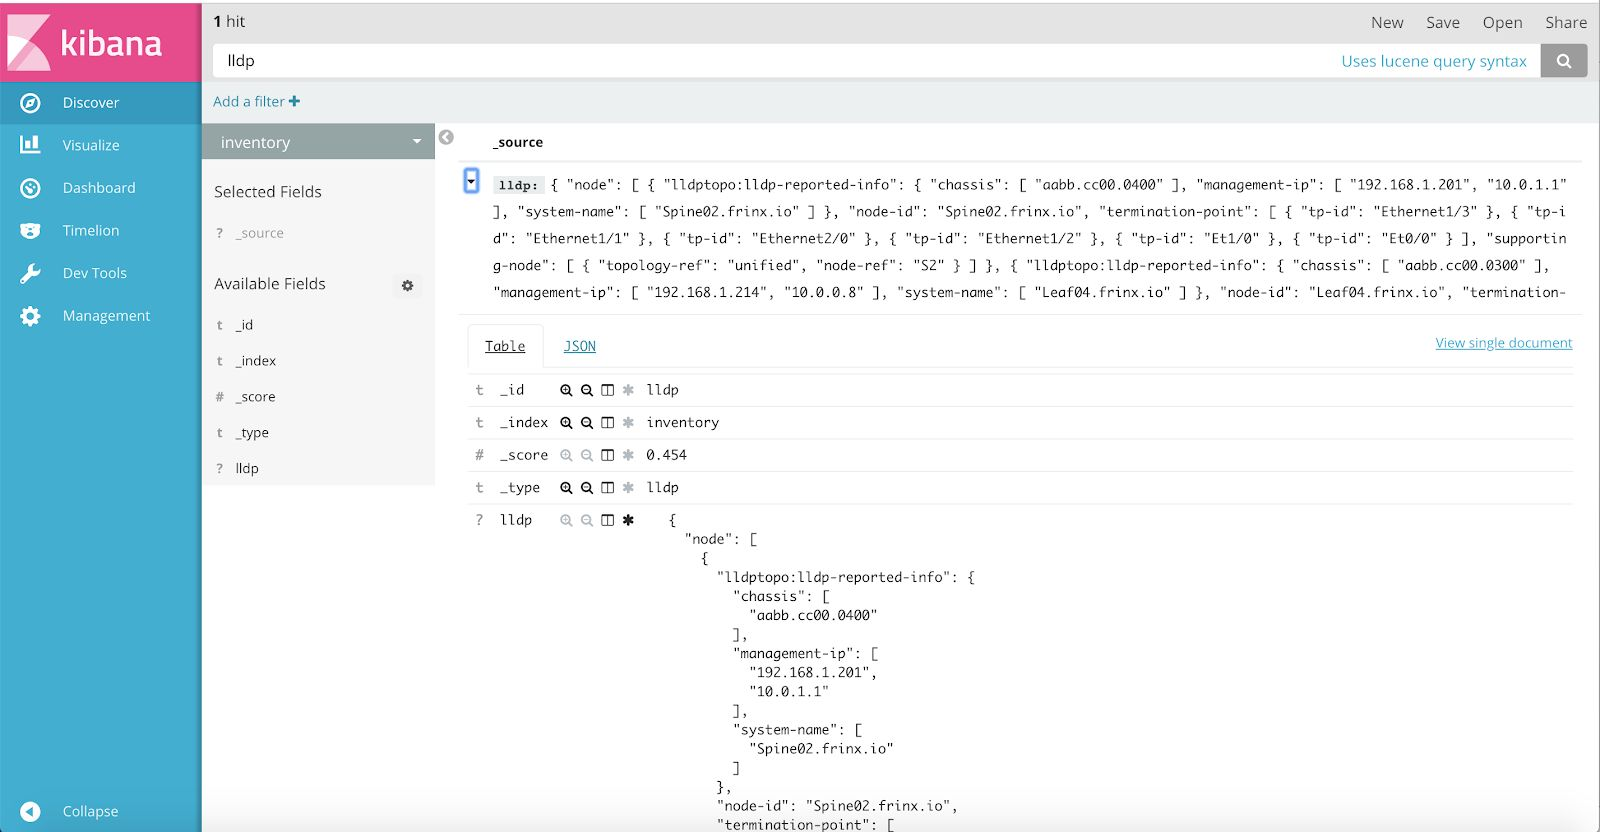 kibana
Discover
Visualize
Dashboard
Timelion
Dev Tools
Management
Collapse
1 hit
New Save Open Share
lldp
Uses lucene query syntax
Add a filter +
inventory
Selected Fields
? _source
Available Fields
t _id
t _index
# _score
t _type
? lldp
_source
lldp: { "node": [ { "lldptopo:lldp-reported-info": { "chassis": [ "aabb.cc00.0400" ], "management-ip": [ "192.168.1.201", "10.0.1.1"
], "system-name": [ "Spine02.frinx.io" ] }, "node-id": "Spine02.frinx.io", "termination-point": [ { "tp-id": "Ethernet1/3" }, { "tp-i
d": "Ethernet1/1" }, { "tp-id": "Ethernet2/0" }, { "tp-id": "Ethernet1/2" }, { "tp-id": "Et1/0" }, { "tp-id": "Et0/0" } ], "supportin
g-node": [ { "topology-ref": "unified", "node-ref": "S2" } ] }, { "lldptopo:lldp-reported-info": { "chassis": [ "aabb.cc00.0300" ],
"management-ip": [ "192.168.1.214", "10.0.0.8" ], "system-name": [ "Leaf04.frinx.io" ] }, "node-id": "Leaf04.frinx.io", "termination-
Table JSON
View single document
t _id lldp
t _index inventory
# _score 0.454
t _type lldp
? lldp {
"node": [
{
"lldptopo:lldp-reported-info": {
"chassis": [
"aabb.cc00.0400"
],
"management-ip": [
"192.168.1.201",
"10.0.1.1"
],
"system-name": [
"Spine02.frinx.io"
]
},
"node-id": "Spine02.frinx.io",
"termination-point": [